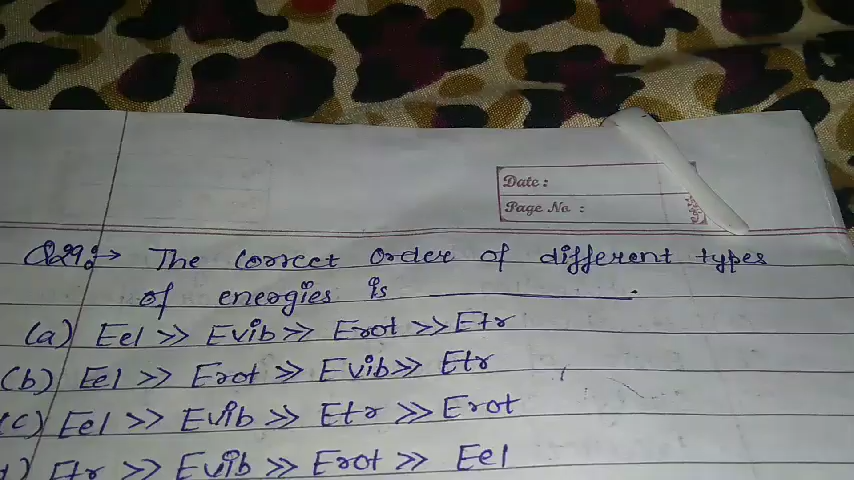 Date :
Page No :
Q29:→ The correct order of different types
of energies is ________.
(a) Eel >> Evib >> Erot >> Etr
(b) Eel >> Erot >> Evib >> Etr
(c) Eel >> Evib >> Etr >> Erot
) Etr >> Evib >> Erot >> Eel